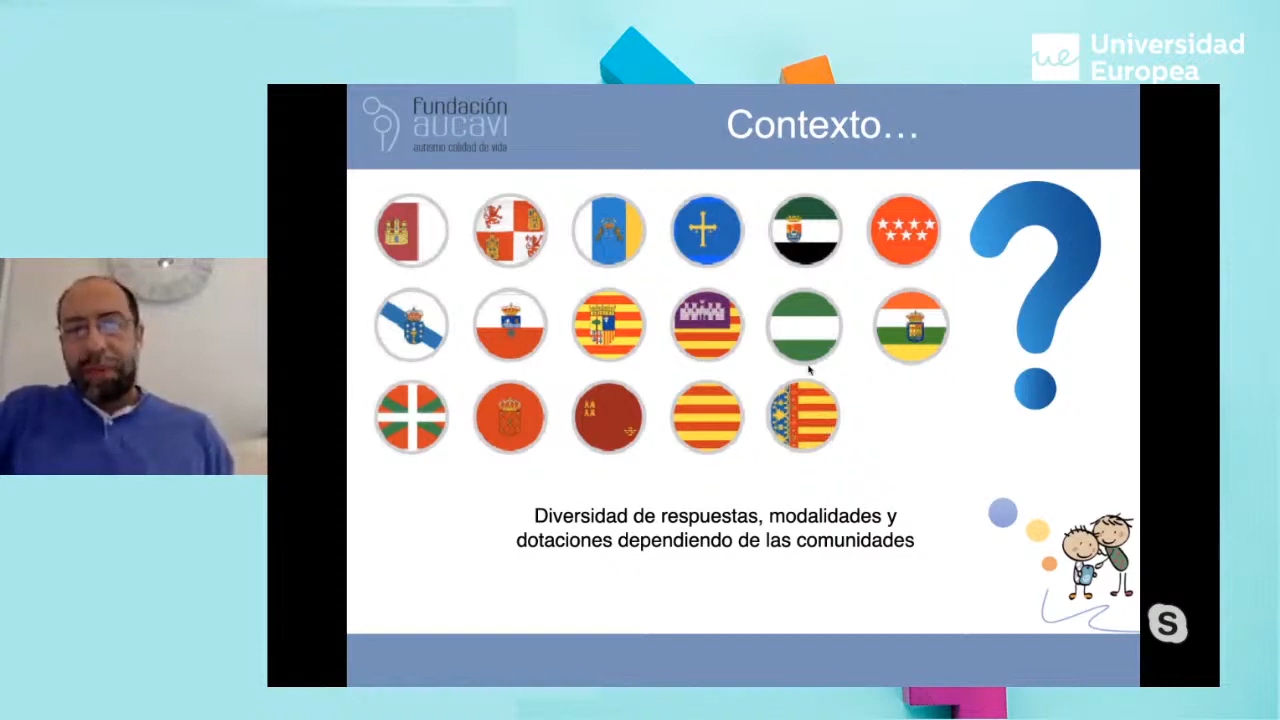 Universidad
Europea
fundación
aucavi
autismo calidad de vida
Contexto...
Diversidad de respuestas, modalidades y
dotaciones dependiendo de las comunidades
S